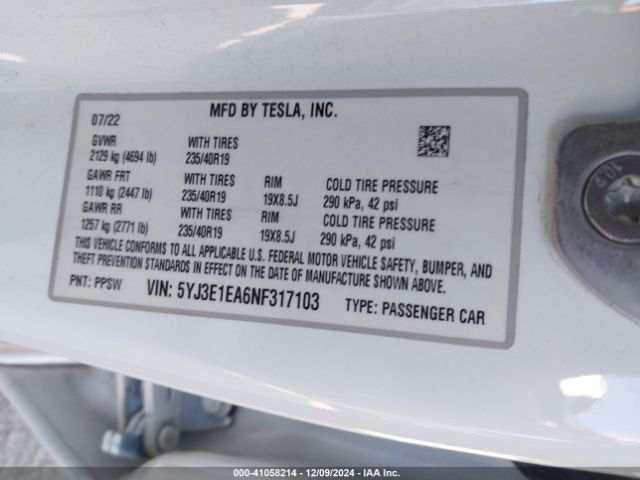 MFD BY TESLA, INC.
07/22
GVWR WITH TIRES
2129 kg (4694 lb) 235/40R19
GAWR FRT WITH TIRES RIM COLD TIRE PRESSURE
1110 kg (2447 lb) 235/40R19 19X8.5J 290 kPa, 42 psi
GAWR RR WITH TIRES RIM COLD TIRE PRESSURE
1257 kg (2771 lb) 235/40R19 19X8.5J 290 kPa, 42 psi
THIS VEHICLE CONFORMS TO ALL APPLICABLE U.S. FEDERAL MOTOR VEHICLE SAFETY, BUMPER, AND
THEFT PREVENTION STANDARDS IN EFFECT ON THE DATE OF MANUFACTURE SHOWN ABOVE.
PNT: PPSW VIN: 5YJ3E1EA6NF317103 TYPE: PASSENGER CAR
000-41058214 - 12/09/2024 - IAA Inc.